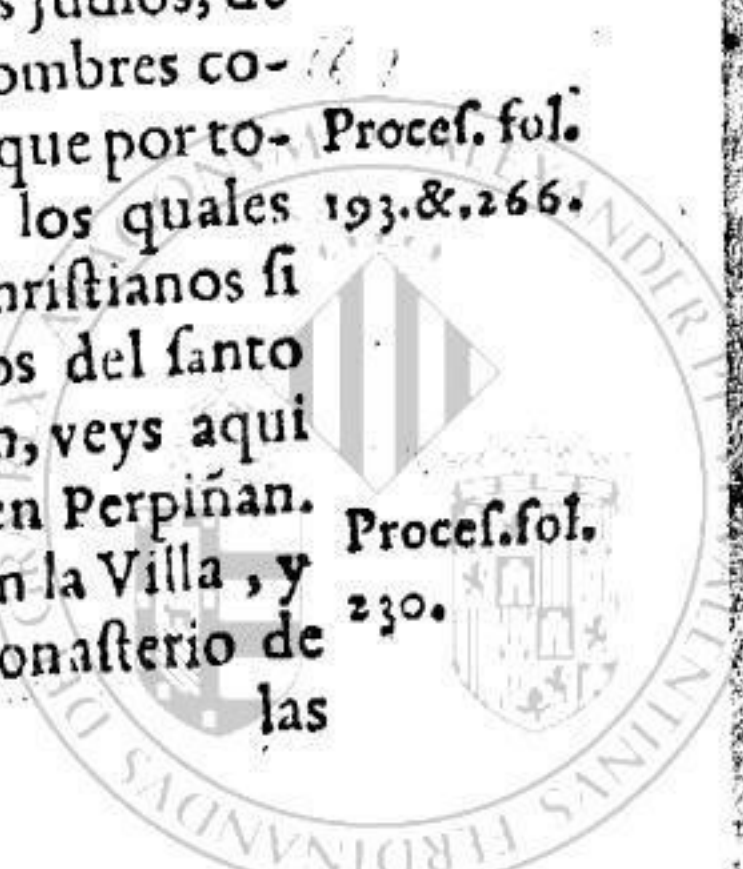 judios, de
ombres co-
que por to-
los quales
hriſtianos ſi
os del ſanto
n, veys aqui
en Perpiñan.
n la Villa , y
onaſterio de
las
Proceſ. fol.
193.&.266.
Proceſ.fol.
230.